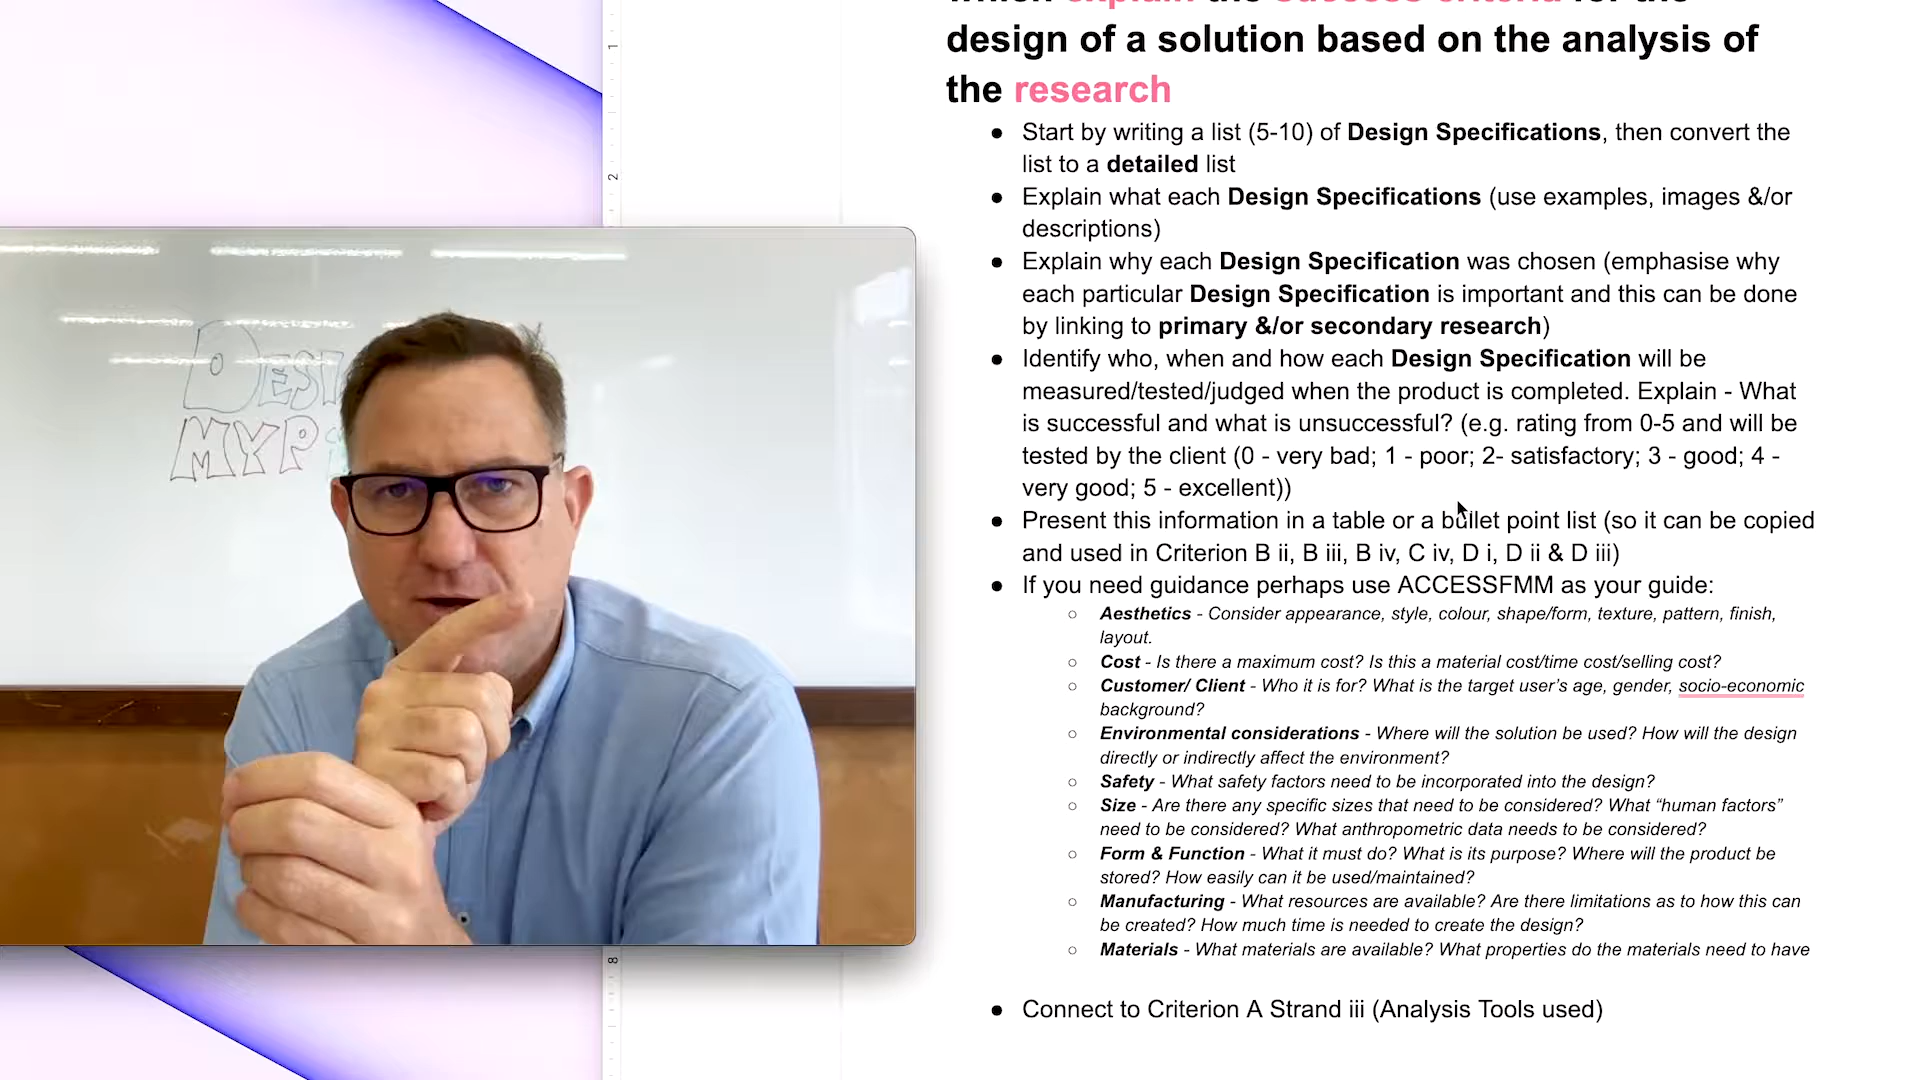 which explain the success criteria for the
design of a solution based on the analysis of
the research
● Start by writing a list (5-10) of Design Specifications, then convert the
list to a detailed list
● Explain what each Design Specifications (use examples, images &/or
descriptions)
● Explain why each Design Specification was chosen (emphasise why
each particular Design Specification is important and this can be done
by linking to primary &/or secondary research)
● Identify who, when and how each Design Specification will be
measured/tested/judged when the product is completed. Explain - What
is successful and what is unsuccessful? (e.g. rating from 0-5 and will be
tested by the client (0 - very bad; 1 - poor; 2- satisfactory; 3 - good; 4 -
very good; 5 - excellent))
● Present this information in a table or a bullet point list (so it can be copied
and used in Criterion B ii, B iii, B iv, C iv, D i, D ii & D iii)
● If you need guidance perhaps use ACCESSFMM as your guide:
○ Aesthetics - Consider appearance, style, colour, shape/form, texture, pattern, finish,
layout.
○ Cost - Is there a maximum cost? Is this a material cost/time cost/selling cost?
○ Customer/ Client - Who it is for? What is the target user’s age, gender, socio-economic
background?
○ Environmental considerations - Where will the solution be used? How will the design
directly or indirectly affect the environment?
○ Safety - What safety factors need to be incorporated into the design?
○ Size - Are there any specific sizes that need to be considered? What “human factors”
need to be considered? What anthropometric data needs to be considered?
○ Form & Function - What it must do? What is its purpose? Where will the product be
stored? How easily can it be used/maintained?
○ Manufacturing - What resources are available? Are there limitations as to how this can
be created? How much time is needed to create the design?
○ Materials - What materials are available? What properties do the materials need to have
● Connect to Criterion A Strand iii (Analysis Tools used)
1
2
8
DESI
MYP